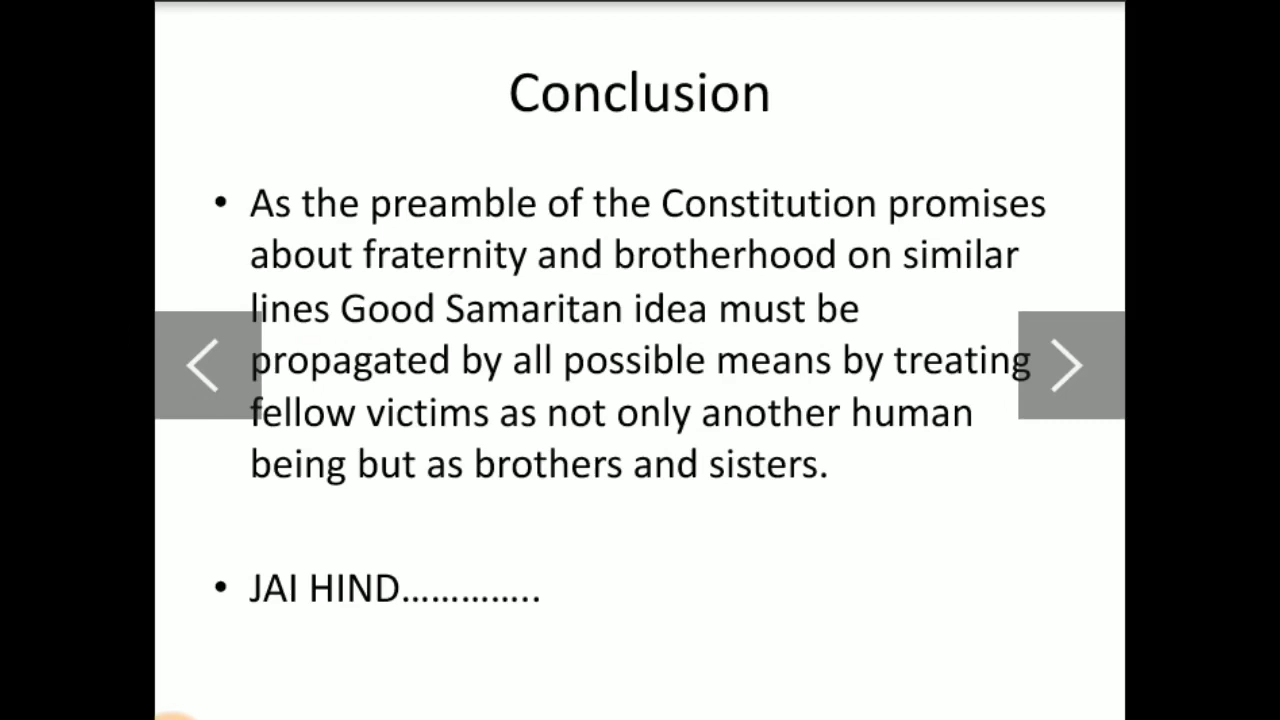 Conclusion
• As the preamble of the Constitution promises
about fraternity and brotherhood on similar
lines Good Samaritan idea must be
propagated by all possible means by treating
fellow victims as not only another human
being but as brothers and sisters.
• JAI HIND…………..